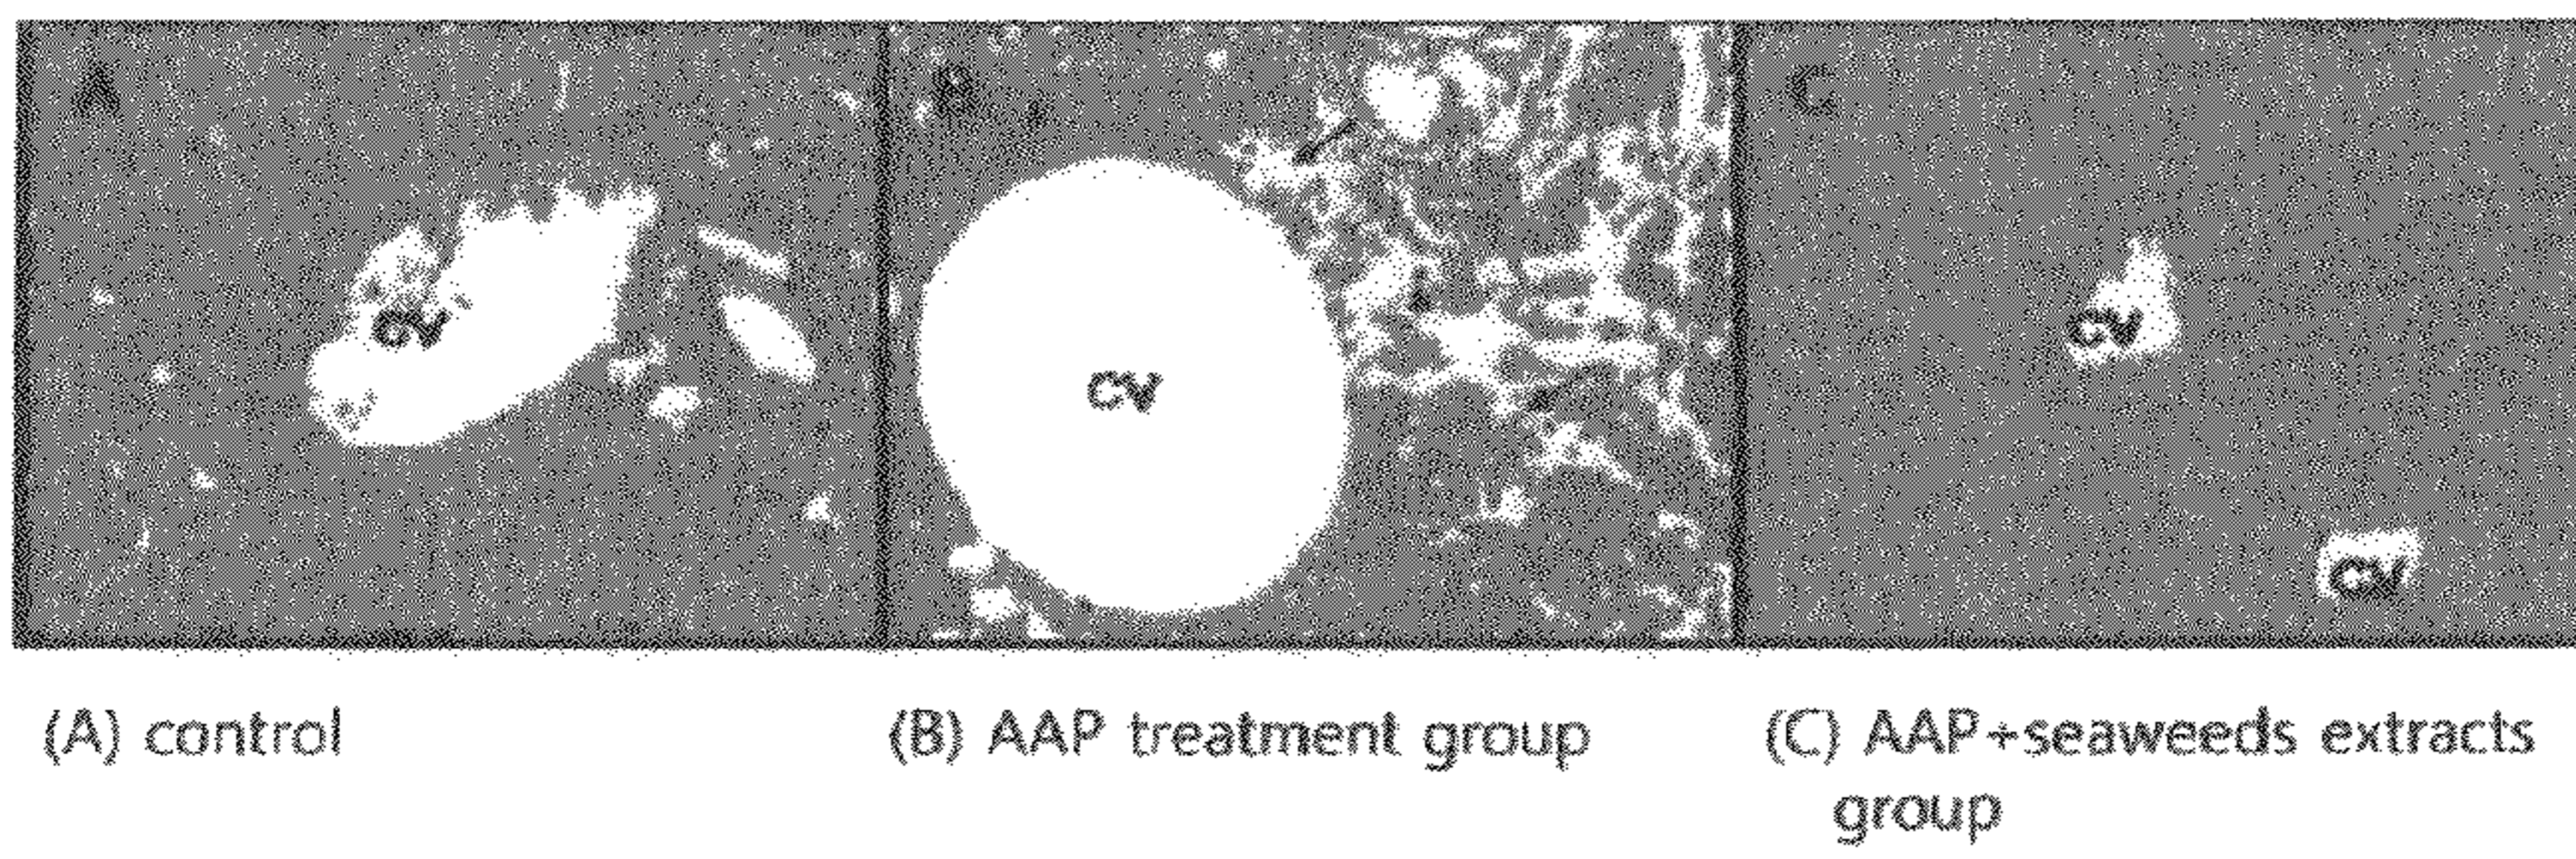 A
B
C
CV
CV
CV
CV
(A) control
(B) AAP treatment group
(C) AAP+seaweeds extracts
group